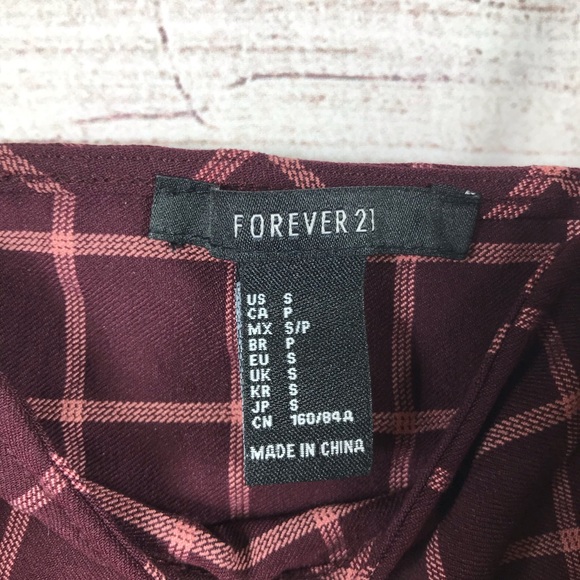 FOREVER 21
US S
CA P
MX S/P
BR P
EU S
UK S
KR S
JP S
CN 160/84A
MADE IN CHINA